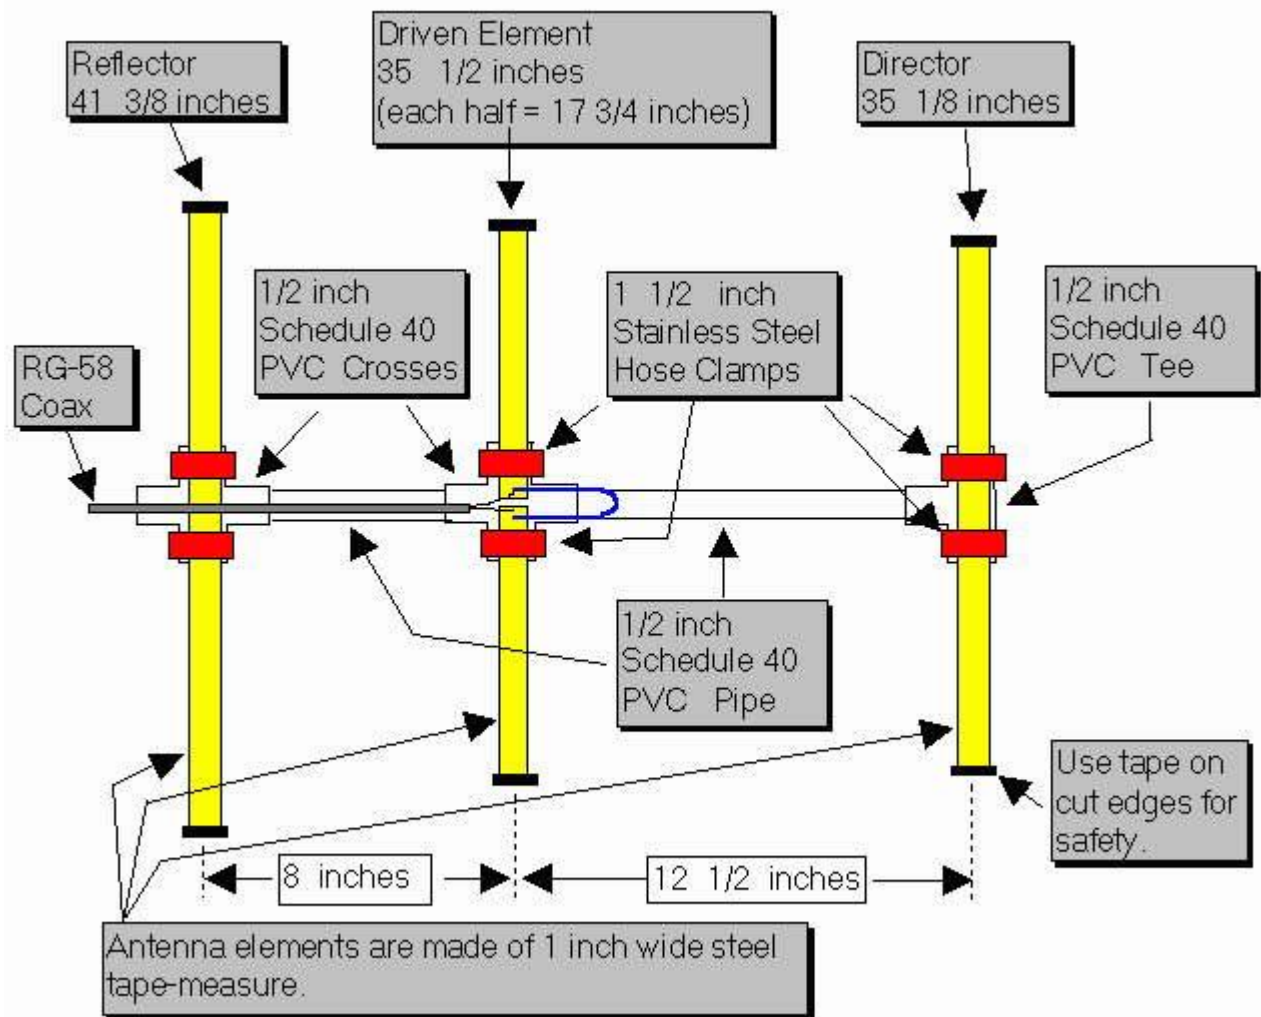 Reflector
41 3/8 inches
Driven Element
35 1/2 inches
(each half = 17 3/4 inches)
Director
35 1/8 inches
1/2 inch
Schedule 40
PVC Crosses
1 1/2 inch
Stainless Steel
Hose Clamps
1/2 inch
Schedule 40
PVC Tee
RG-58
Coax
1/2 inch
Schedule 40
PVC Pipe
Use tape on
cut edges for
safety.
8 inches
12 1/2 inches
Antenna elements are made of 1 inch wide steel
tape-measure.